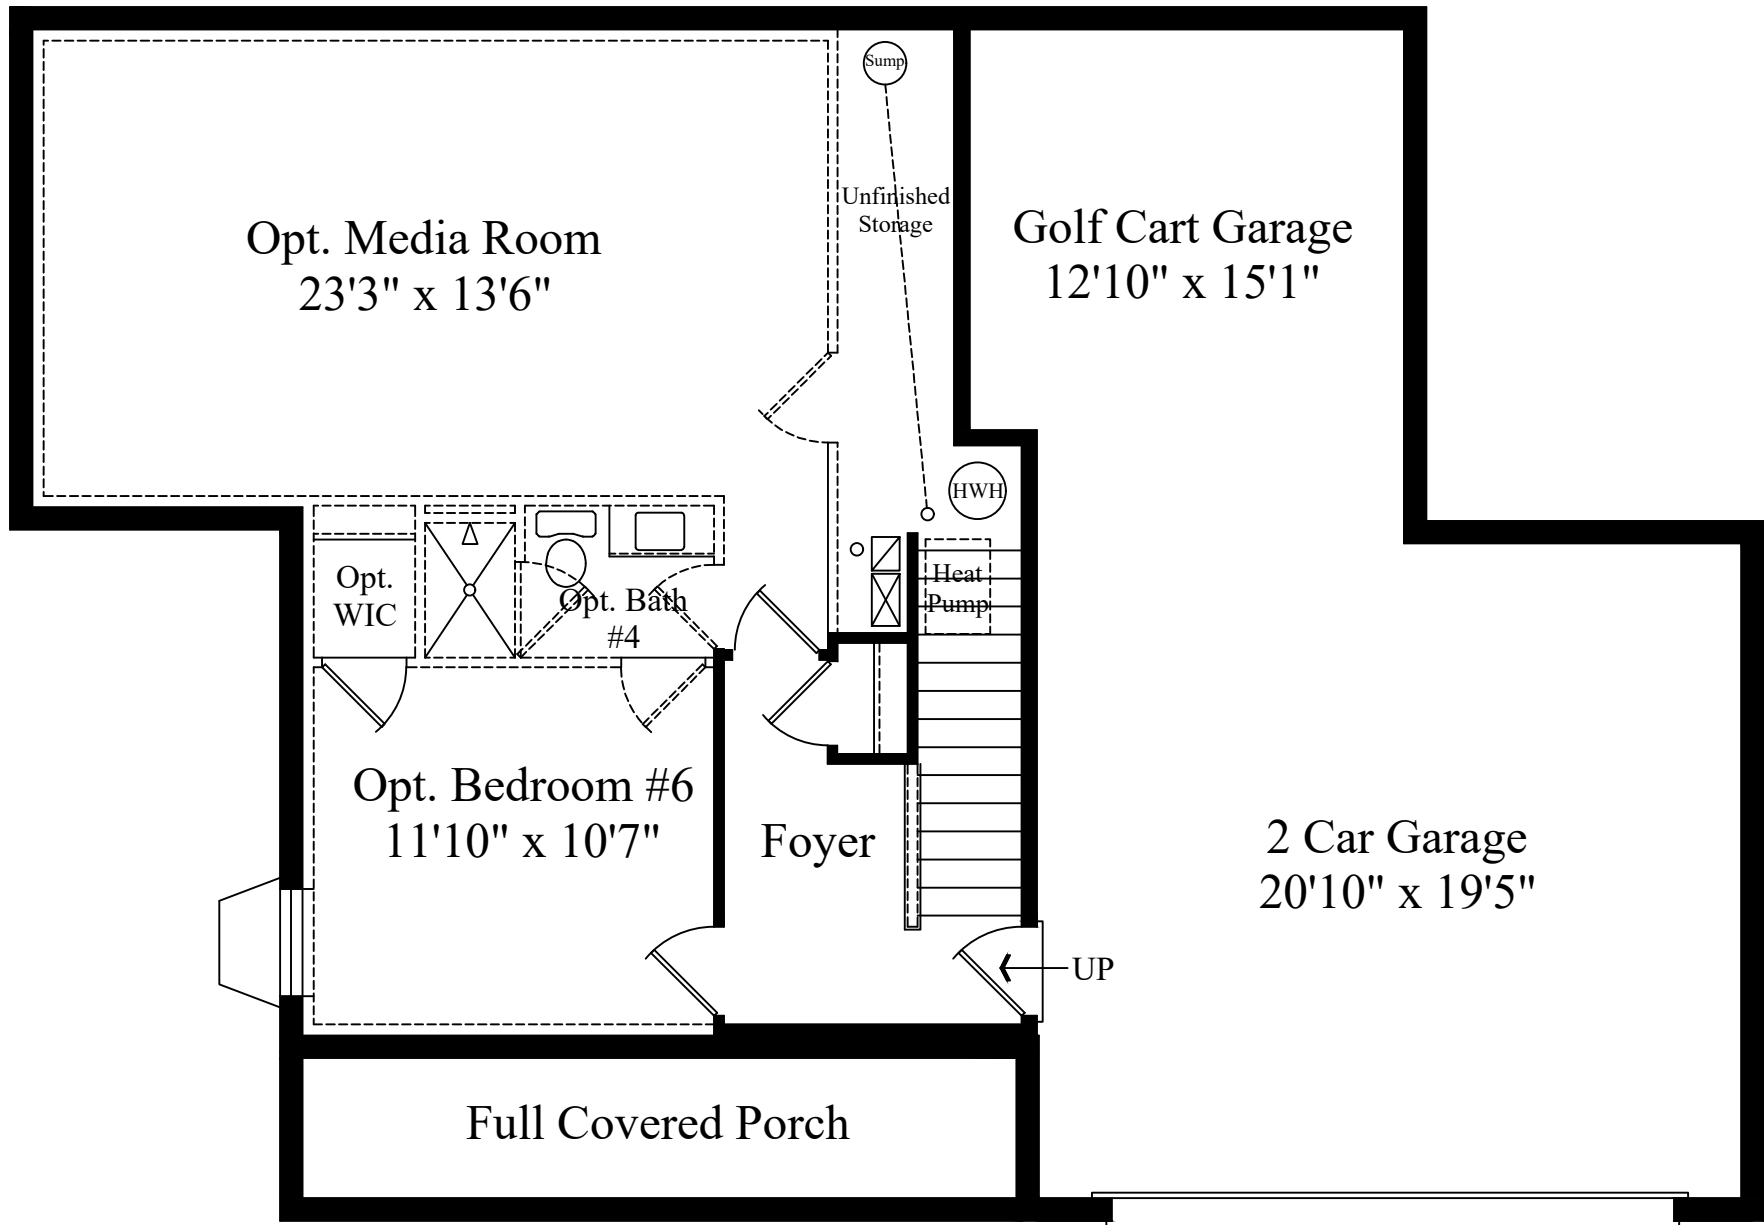 Sump
Unfinished
Storage
Opt. Media Room
23'3" x 13'6"
Golf Cart Garage
12'10" x 15'1"
HWH
Heat
Pump
Opt.
WIC
Opt. Bath
#4
Opt. Bedroom #6
11'10" x 10'7"
Foyer
2 Car Garage
20'10" x 19'5"
UP
Full Covered Porch